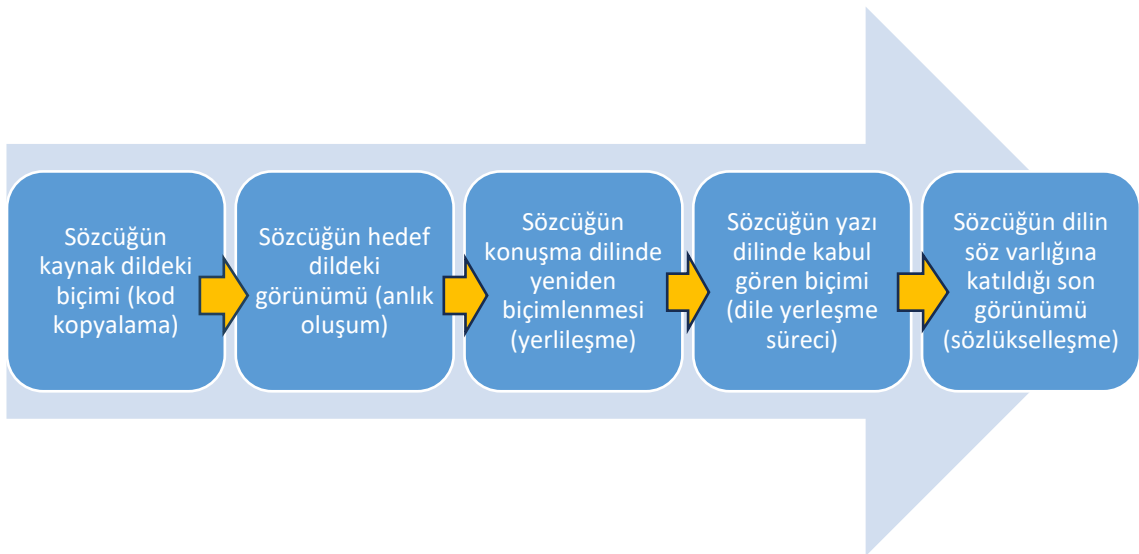 Sözcüğün
kaynak dildeki
biçimi (kod
kopyalama)
Sözcüğün hedef
dildeki
görünümü (anlık
oluşum)
Sözcüğün
konuşma dilinde
yeniden
biçimlenmesi
(yerlileşme)
Sözcüğün yazı
dilinde kabul
gören biçimi
(dile yerleşme
süreci)
Sözcüğün dilin
söz varlığına
katıldığı son
görünümü
(sözlükselleşme)